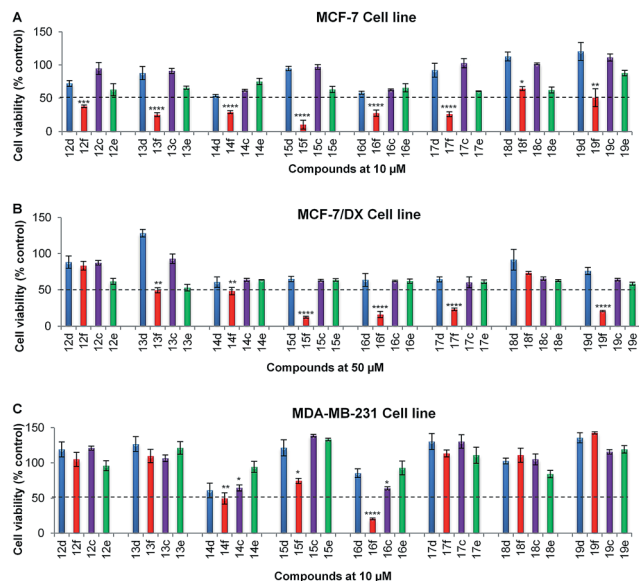 A
MCF-7 Cell line
Cell viability (% control)
150
100
50
0
*** **** **** **** **** **** * **
12d 12f 12c 12e 13d 13f 13c 13e 14d 14f 14c 14e 15d 15f 15c 15e 16d 16f 16c 16e 17d 17f 17c 17e 18d 18f 18c 18e 19d 19f 19c 19e
Compounds at 10 µM
B
MCF-7/DX Cell line
Cell viability (% control)
150
100
50
0
** ** **** **** **** ****
12d 12f 12c 12e 13d 13f 13c 13e 14d 14f 14c 14e 15d 15f 15c 15e 16d 16f 16c 16e 17d 17f 17c 17e 18d 18f 18c 18e 19d 19f 19c 19e
Compounds at 50 µM
C
MDA-MB-231 Cell line
Cell viability (% control)
150
100
50
0
** * * **** *
12d 12f 12c 12e 13d 13f 13c 13e 14d 14f 14c 14e 15d 15f 15c 15e 16d 16f 16c 16e 17d 17f 17c 17e 18d 18f 18c 18e 19d 19f 19c 19e
Compounds at 10 µM